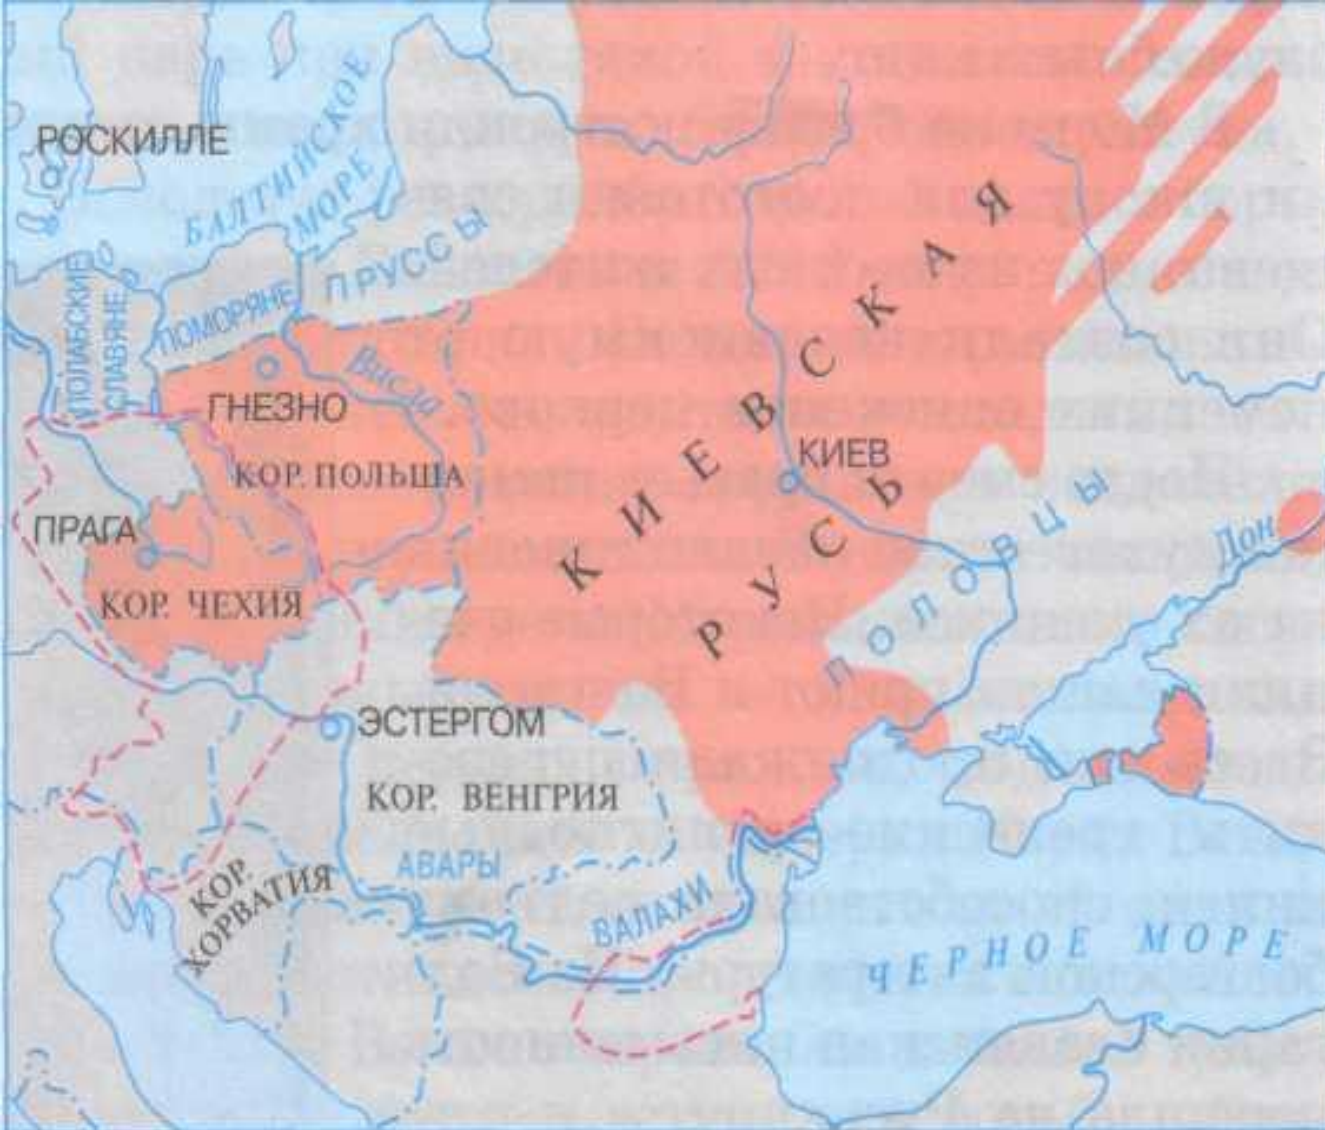 РОСКИЛЛЕ
БАЛТИЙСКОЕ
МОРЕ
ПРУССЫ
ПОЛАБСКИЕ
СЛАВЯНЕ
ПОМОРЯНЕ
Висла
ГНЕЗНО
КОР. ПОЛЬША
ПРАГА
КОР. ЧЕХИЯ
КИЕВСКАЯ
РУСЬ
КИЕВ
ПОЛОВЦЫ
Дон
ЭСТЕРГОМ
КОР. ВЕНГРИЯ
АВАРЫ
ВАЛАХИ
КОР.
ХОРВАТИЯ
ЧЕРНОЕ МОРЕ